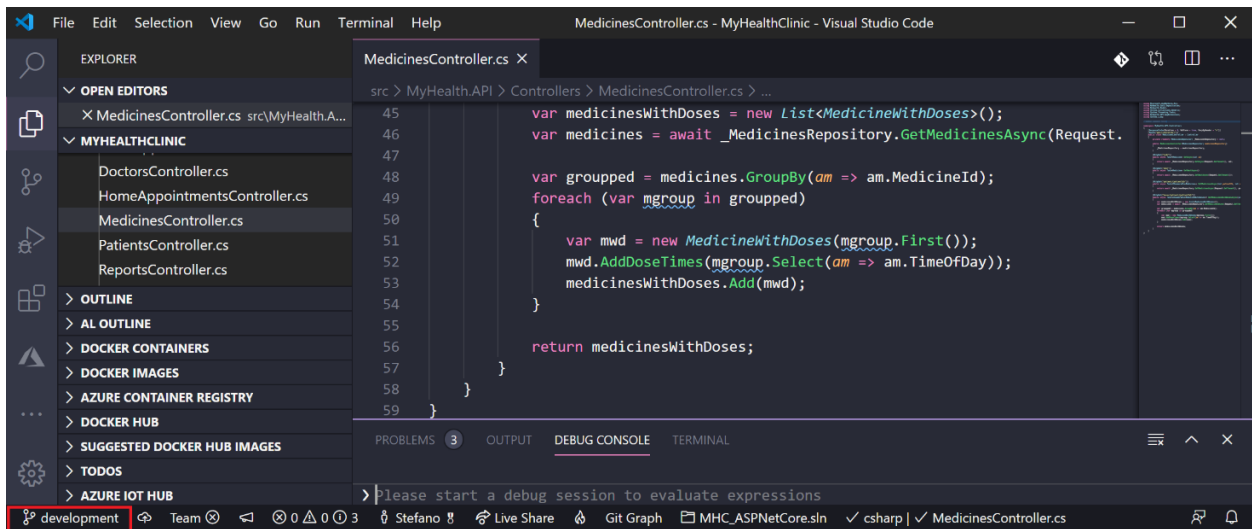 File Edit Selection View Go Run Terminal Help MedicinesController.cs - MyHealthClinic - Visual Studio Code
EXPLORER
OPEN EDITORS
MedicinesController.cs src\MyHealth.A...
MYHEALTHCLINIC
DoctorsController.cs
HomeAppointmentsController.cs
MedicinesController.cs
PatientsController.cs
ReportsController.cs
OUTLINE
AL OUTLINE
DOCKER CONTAINERS
DOCKER IMAGES
AZURE CONTAINER REGISTRY
DOCKER HUB
SUGGESTED DOCKER HUB IMAGES
TODOS
AZURE IOT HUB
MedicinesController.cs
src > MyHealth.API > Controllers > MedicinesController.cs > ...
45 var medicinesWithDoses = new List<MedicineWithDoses>();
46 var medicines = await _MedicinesRepository.GetMedicinesAsync(Request.
47
48 var groupped = medicines.GroupBy(am => am.MedicineId);
49 foreach (var mgroup in groupped)
50 {
51 var mwd = new MedicineWithDoses(mgroup.First());
52 mwd.AddDoseTimes(mgroup.Select(am => am.TimeOfDay));
53 medicinesWithDoses.Add(mwd);
54 }
55
56 return medicinesWithDoses;
57 }
58 }
59 }
PROBLEMS 3 OUTPUT DEBUG CONSOLE TERMINAL
Please start a debug session to evaluate expressions
development Team 0 0 3 Stefano Live Share Git Graph MHC_ASPNetCore.sln csharp | MedicinesController.cs